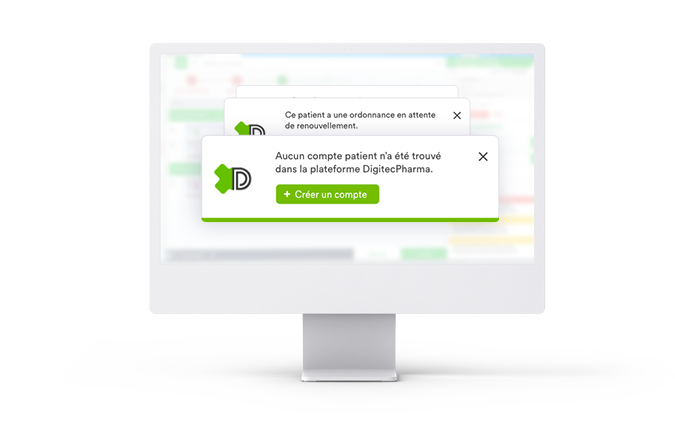 Ce patient a une ordonnance en attente
de renouvellement.
Aucun compte patient n'a été trouvé
dans la plateforme DigitecPharma.
+ Créer un compte